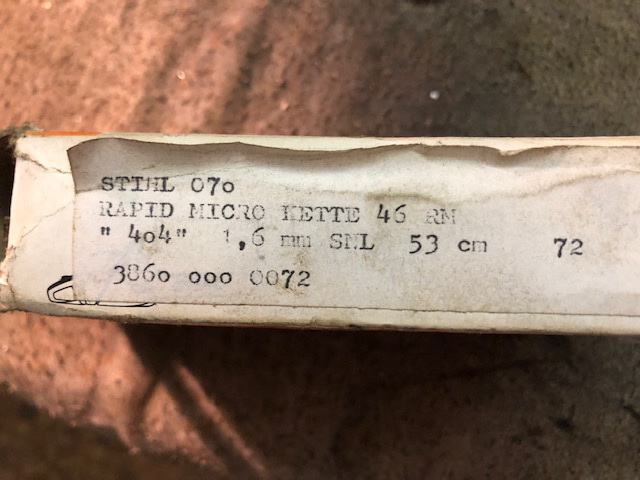 STIHL 070
RAPID MICRO KETTE 46 RM
" 404" 1,6 mm SNL 53 cm 72
3860 000 0072